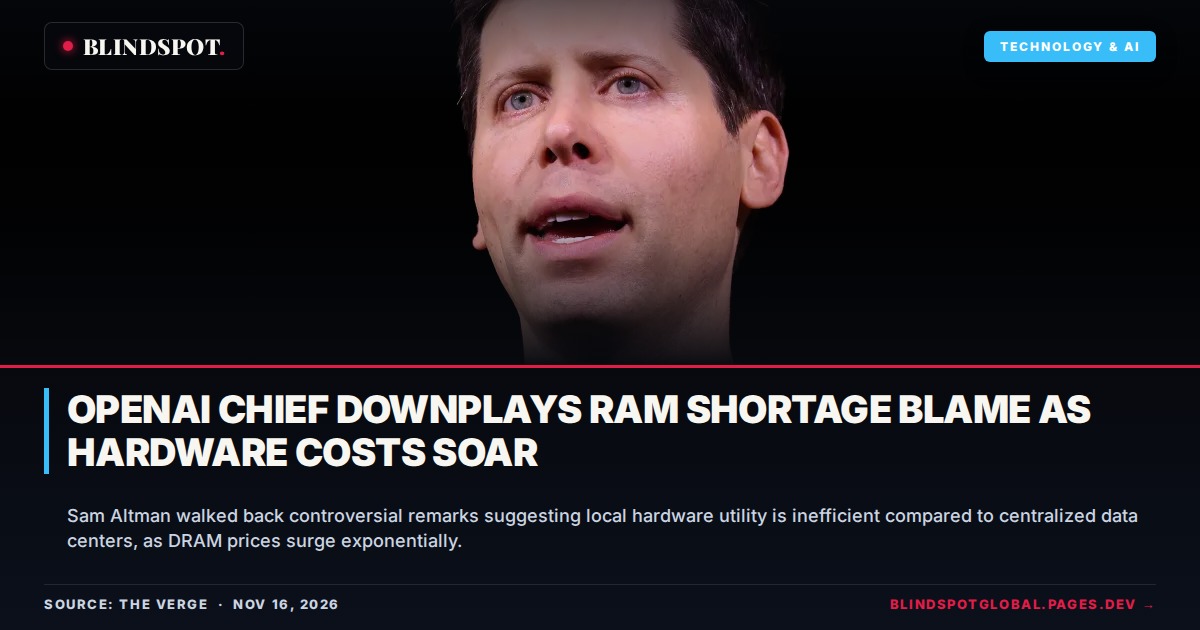 BLINDSPOT.
TECHNOLOGY & AI
OPENAI CHIEF DOWNPLAYS RAM SHORTAGE BLAME AS
HARDWARE COSTS SOAR
Sam Altman walked back controversial remarks suggesting local hardware utility is inefficient compared to centralized data
centers, as DRAM prices surge exponentially.
SOURCE: THE VERGE · NOV 16, 2026
BLINDSPOTGLOBAL.PAGES.DEV →